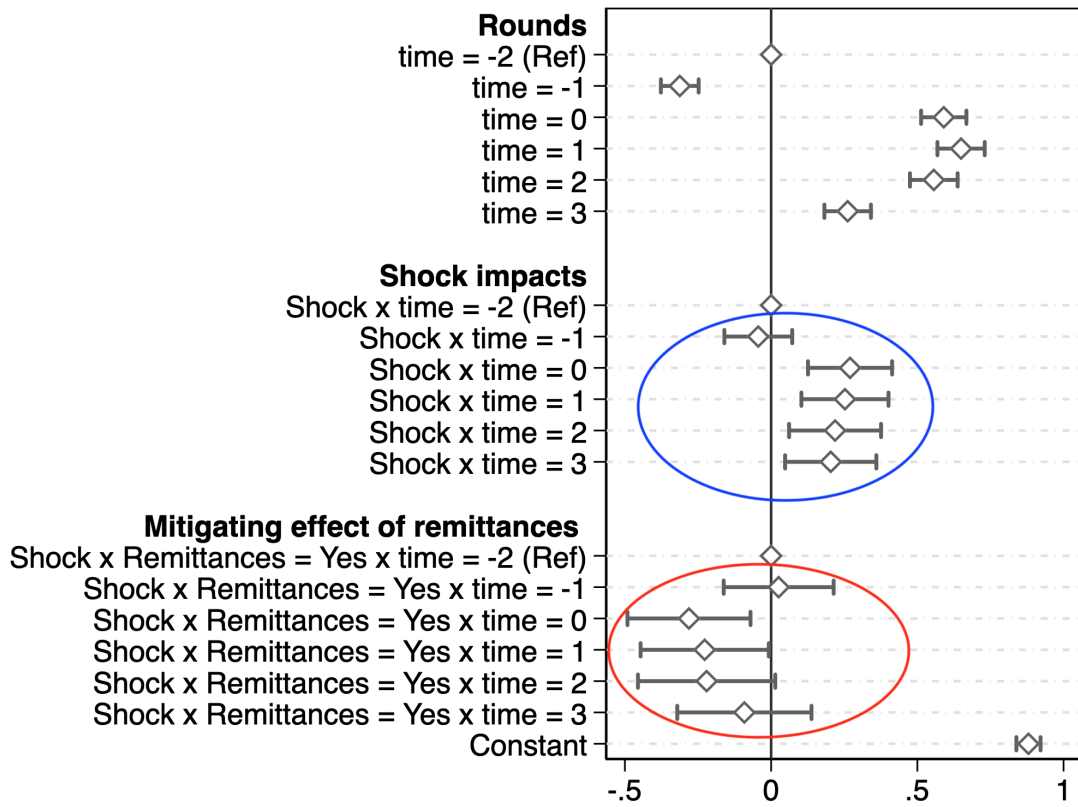 Rounds
time = -2 (Ref)
time = -1
time = 0
time = 1
time = 2
time = 3
Shock impacts
Shock x time = -2 (Ref)
Shock x time = -1
Shock x time = 0
Shock x time = 1
Shock x time = 2
Shock x time = 3
Mitigating effect of remittances
Shock x Remittances = Yes x time = -2 (Ref)
Shock x Remittances = Yes x time = -1
Shock x Remittances = Yes x time = 0
Shock x Remittances = Yes x time = 1
Shock x Remittances = Yes x time = 2
Shock x Remittances = Yes x time = 3
Constant
-.5 0 .5 1